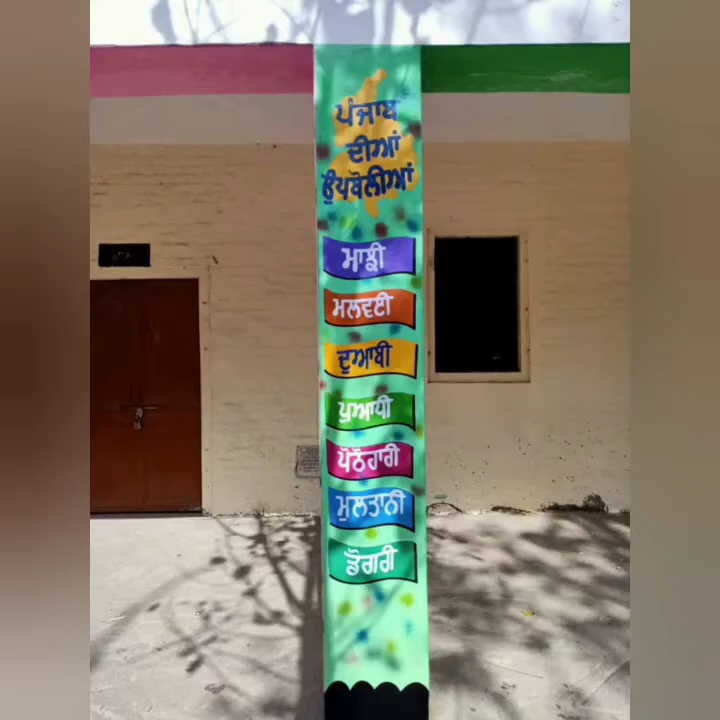 ਪੰਜਾਬ
ਦੀਆਂ
ਉਪਬੋਲੀਆਂ
ਮਾਝੀ
ਮਲਵਈ
ਦੁਆਬੀ
ਪੁਆਧੀ
ਪੋਠੋਹਾਰੀ
ਮੁਲਤਾਨੀ
ਡੋਗਰੀ